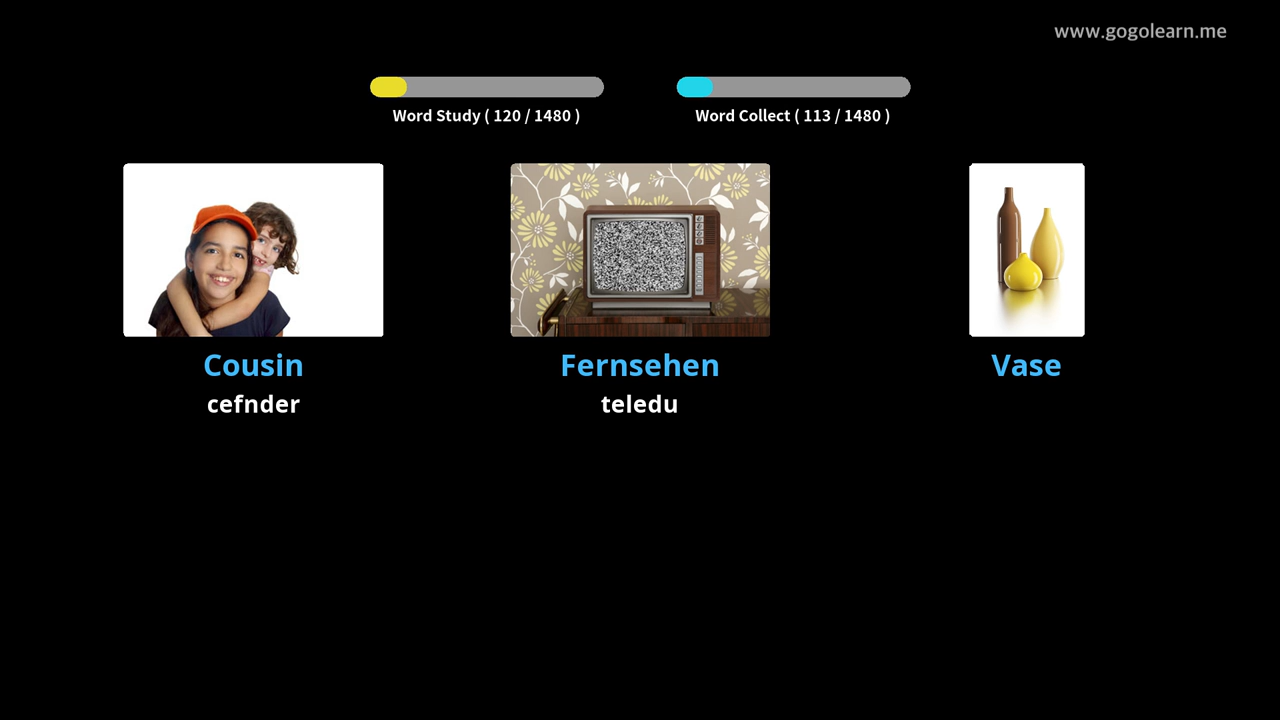 www.gogolearn.me
Word Study ( 120 / 1480 )
Word Collect ( 113 / 1480 )
Cousin
cefnder
Fernsehen
teledu
Vase